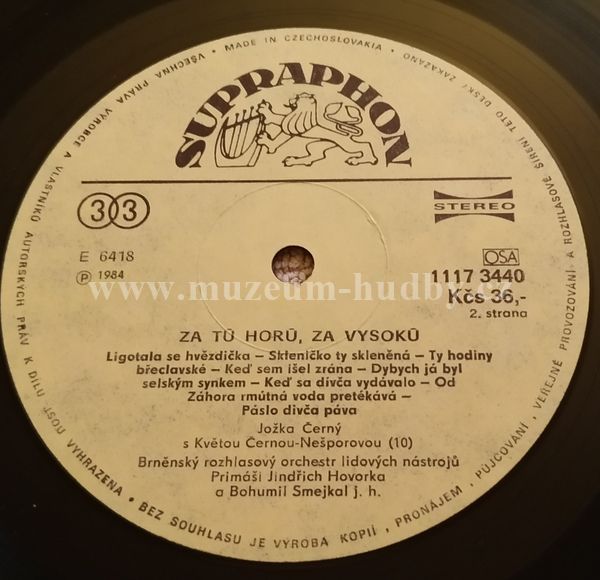 VŠECHNA PRÁVA VÝROBCE A VLASTNÍKŮ AUTORSKÝCH PRÁV K DÍLU JSOU VYHRAZENA • BEZ SOUHLASU JE VÝROBA KOPIÍ, PRONÁJEM, PŮJČOVÁNÍ, VEŘEJNÉ PROVOZOVÁNÍ A ROZHLASOVÉ ŠÍŘENÍ TÉTO DESKY ZAKÁZÁNO • MADE IN CZECHOSLOVAKIA •
SUPRAPHON
33
STEREO
E 6418
Ⓟ 1984
OSA
1117 3440
Kčs 36,-
2. strana
www.muzeum-hudby.cz
ZA TÚ HORÚ, ZA VYSOKÚ
Ligotala se hvězdička – Skleničko ty skleněná – Ty hodiny
břeclavské – Keď sem išel zrána – Dybych já byl
selským synkem – Keď sa divča vydávalo – Od
Záhora rmútná voda pretékává –
Páslo divča páva
Jožka Černý
s Květou Černou-Nešporovou (10)
Brněnský rozhlasový orchestr lidových nástrojů
Primáši Jindřich Hovorka
a Bohumil Smejkal j. h.